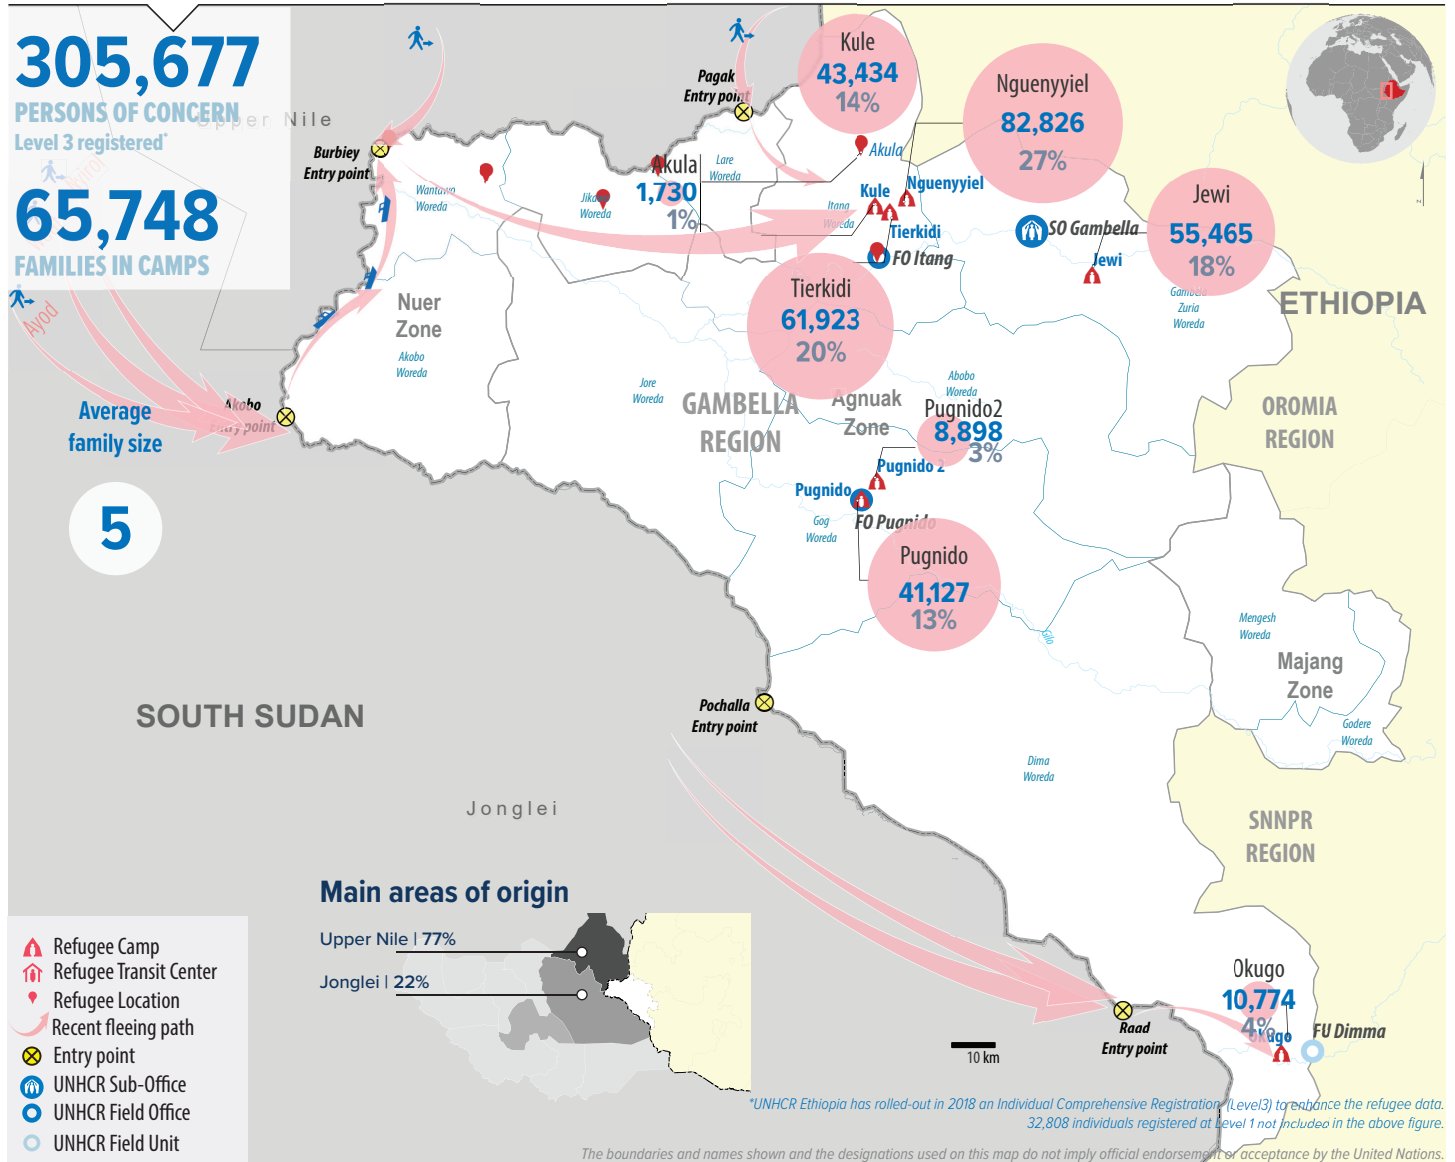 305,677
PERSONS OF CONCERN
Level 3 registered*
65,748
FAMILIES IN CAMPS
Average
family size
5
Upper Nile
Ayod
Burbiey
Entry point
Pagak
Entry point
Akobo
entry point
Wantawo
Woreda
Jikawo
Woreda
Lare
Woreda
Itang
Woreda
Akula
1,730
1%
Akula
Kule
43,434
14%
Nguenyyiel
82,826
27%
Jewi
55,465
18%
Kule
Nguenyyiel
Tierkidi
FO Itang
SO Gambella
Jewi
Gambela
Zuria
Woreda
ETHIOPIA
Nuer
Zone
Akobo
Woreda
Tierkidi
61,923
20%
Jore
Woreda
GAMBELLA
REGION
Agnuak
Zone
Abobo
Woreda
Pugnido2
8,898
3%
Pugnido 2
Pugnido
FO Pugnido
Gog
Woreda
OROMIA
REGION
Pugnido
41,127
13%
Gilo
Mengesh
Woreda
Majang
Zone
Godere
Woreda
SOUTH SUDAN
Pochalla
Entry point
Dima
Woreda
Jonglei
SNNPR
REGION
Main areas of origin
Upper Nile | 77%
Jonglei | 22%
Refugee Camp
Refugee Transit Center
Refugee Location
Recent fleeing path
Entry point
UNHCR Sub-Office
UNHCR Field Office
UNHCR Field Unit
10 km
Raad
Entry point
Okugo
10,774
4%
Okugo
FU Dimma
*UNHCR Ethiopia has rolled-out in 2018 an Individual Comprehensive Registration (Level3) to enhance the refugee data.
32,808 individuals registered at Level 1 not included in the above figure.
The boundaries and names shown and the designations used on this map do not imply official endorsement or acceptance by the United Nations.